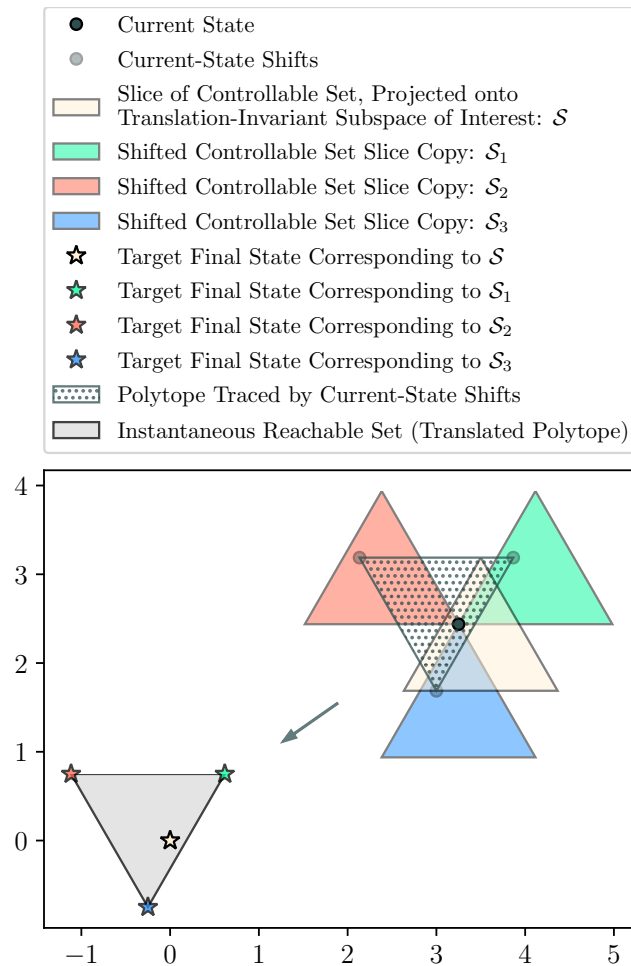 Current State
Current-State Shifts
Slice of Controllable Set, Projected onto
Translation-Invariant Subspace of Interest: 𝒮
Shifted Controllable Set Slice Copy: 𝒮₁
Shifted Controllable Set Slice Copy: 𝒮₂
Shifted Controllable Set Slice Copy: 𝒮₃
Target Final State Corresponding to 𝒮
Target Final State Corresponding to 𝒮₁
Target Final State Corresponding to 𝒮₂
Target Final State Corresponding to 𝒮₃
Polytope Traced by Current-State Shifts
Instantaneous Reachable Set (Translated Polytope)
4
3
2
1
0
−1 0 1 2 3 4 5